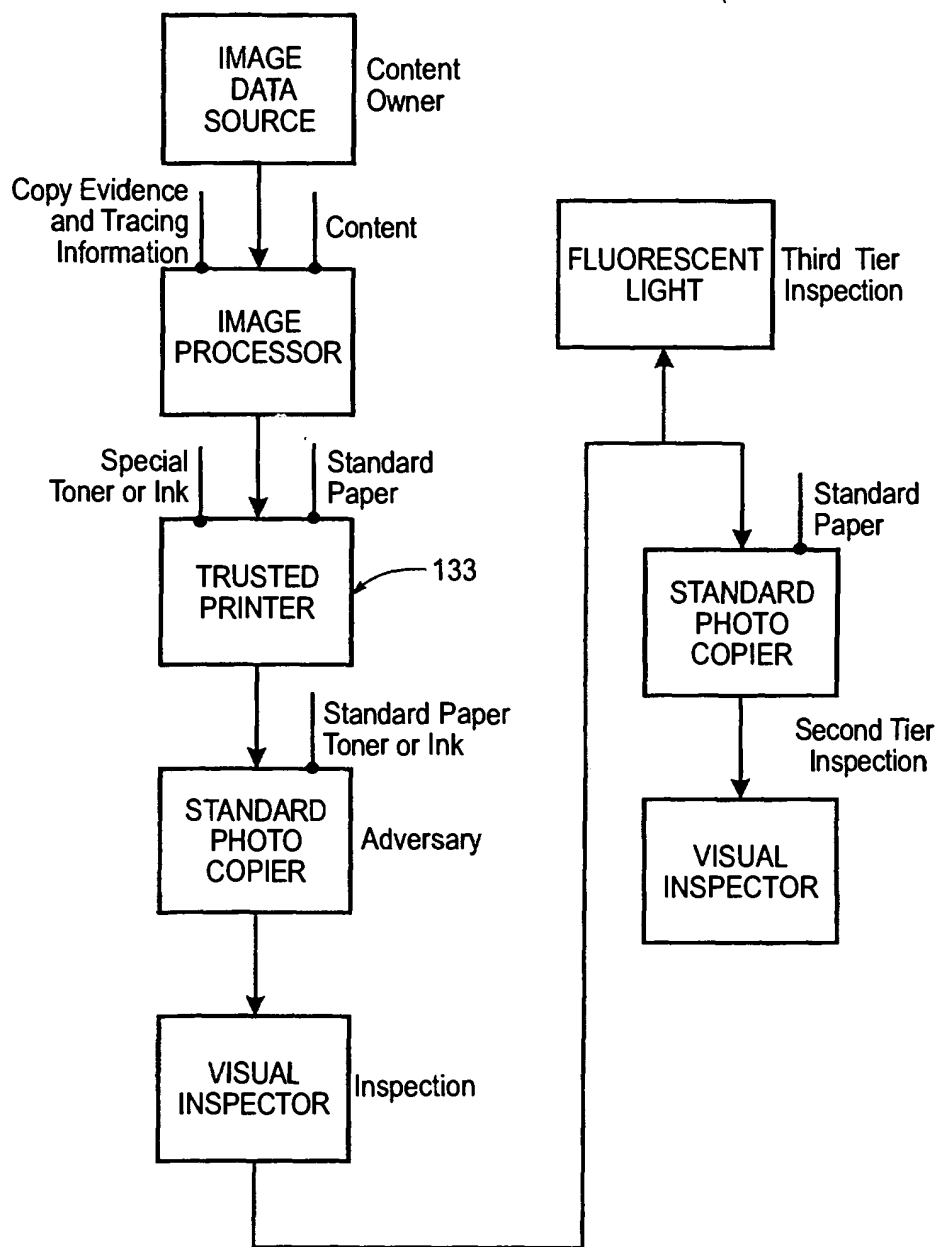 IMAGE
DATA
SOURCE
Content
Owner
Copy Evidence
and Tracing
Information
Content
IMAGE
PROCESSOR
Special
Toner or Ink
Standard
Paper
TRUSTED
PRINTER
133
Standard Paper
Toner or Ink
STANDARD
PHOTO
COPIER
Adversary
VISUAL
INSPECTOR
Inspection
FLUORESCENT
LIGHT
Third Tier
Inspection
Standard
Paper
STANDARD
PHOTO
COPIER
Second Tier
Inspection
VISUAL
INSPECTOR